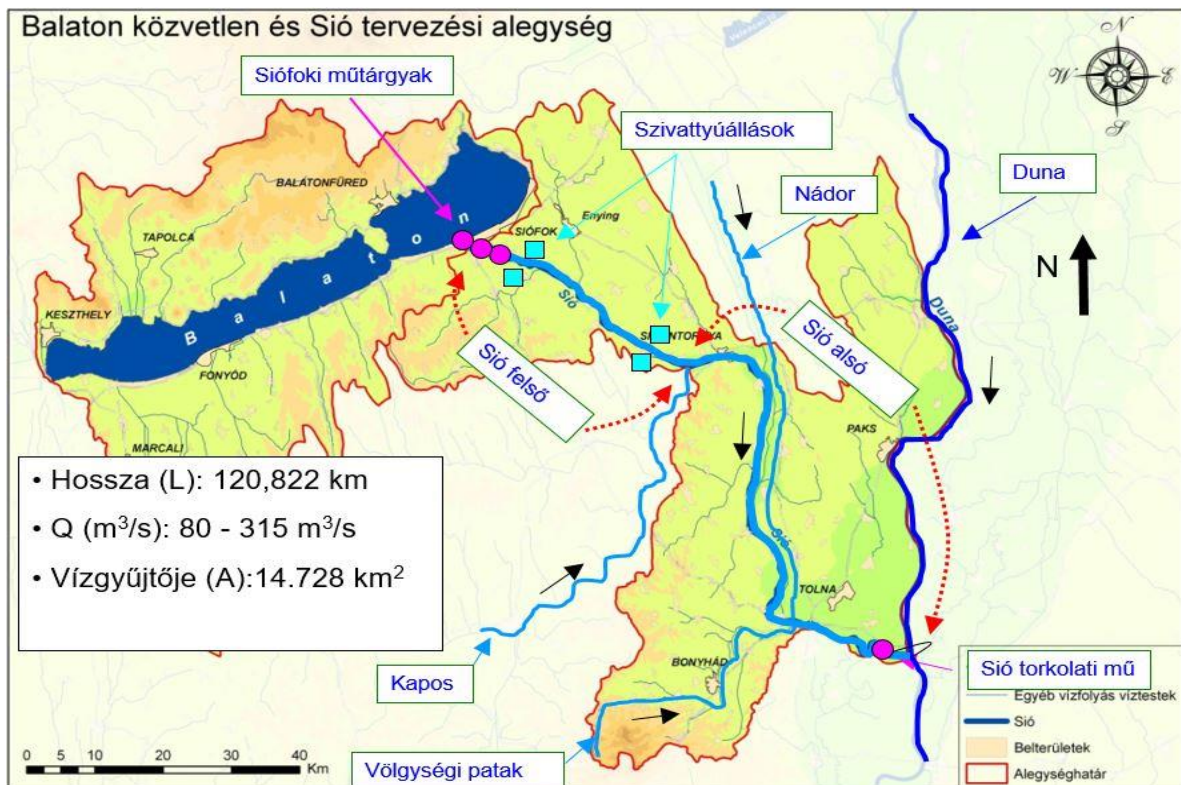 Balaton közvetlen és Sió tervezési alegység
N
W E
S
Siófoki műtárgyak
Szivattyúállások
Nádor
Duna
BALATONFÜRED
TAPOLCA
SIÓFOK
Enying
Balaton
KESZTHELY
FONYÓD
MARCALI
Sió
Sió felső
Sió alsó
Duna
N
PAKS
• Hossza (L): 120,822 km
• Q (m³/s): 80 - 315 m³/s
• Vízgyűjtője (A):14.728 km²
Sió
TOLNA
BONYHÁD
Kapos
Völgységi patak
Sió torkolati mű
Egyéb vízfolyás víztestek
Sió
Belterületek
Alegységhatár
0 5 10 20 30 40
Km